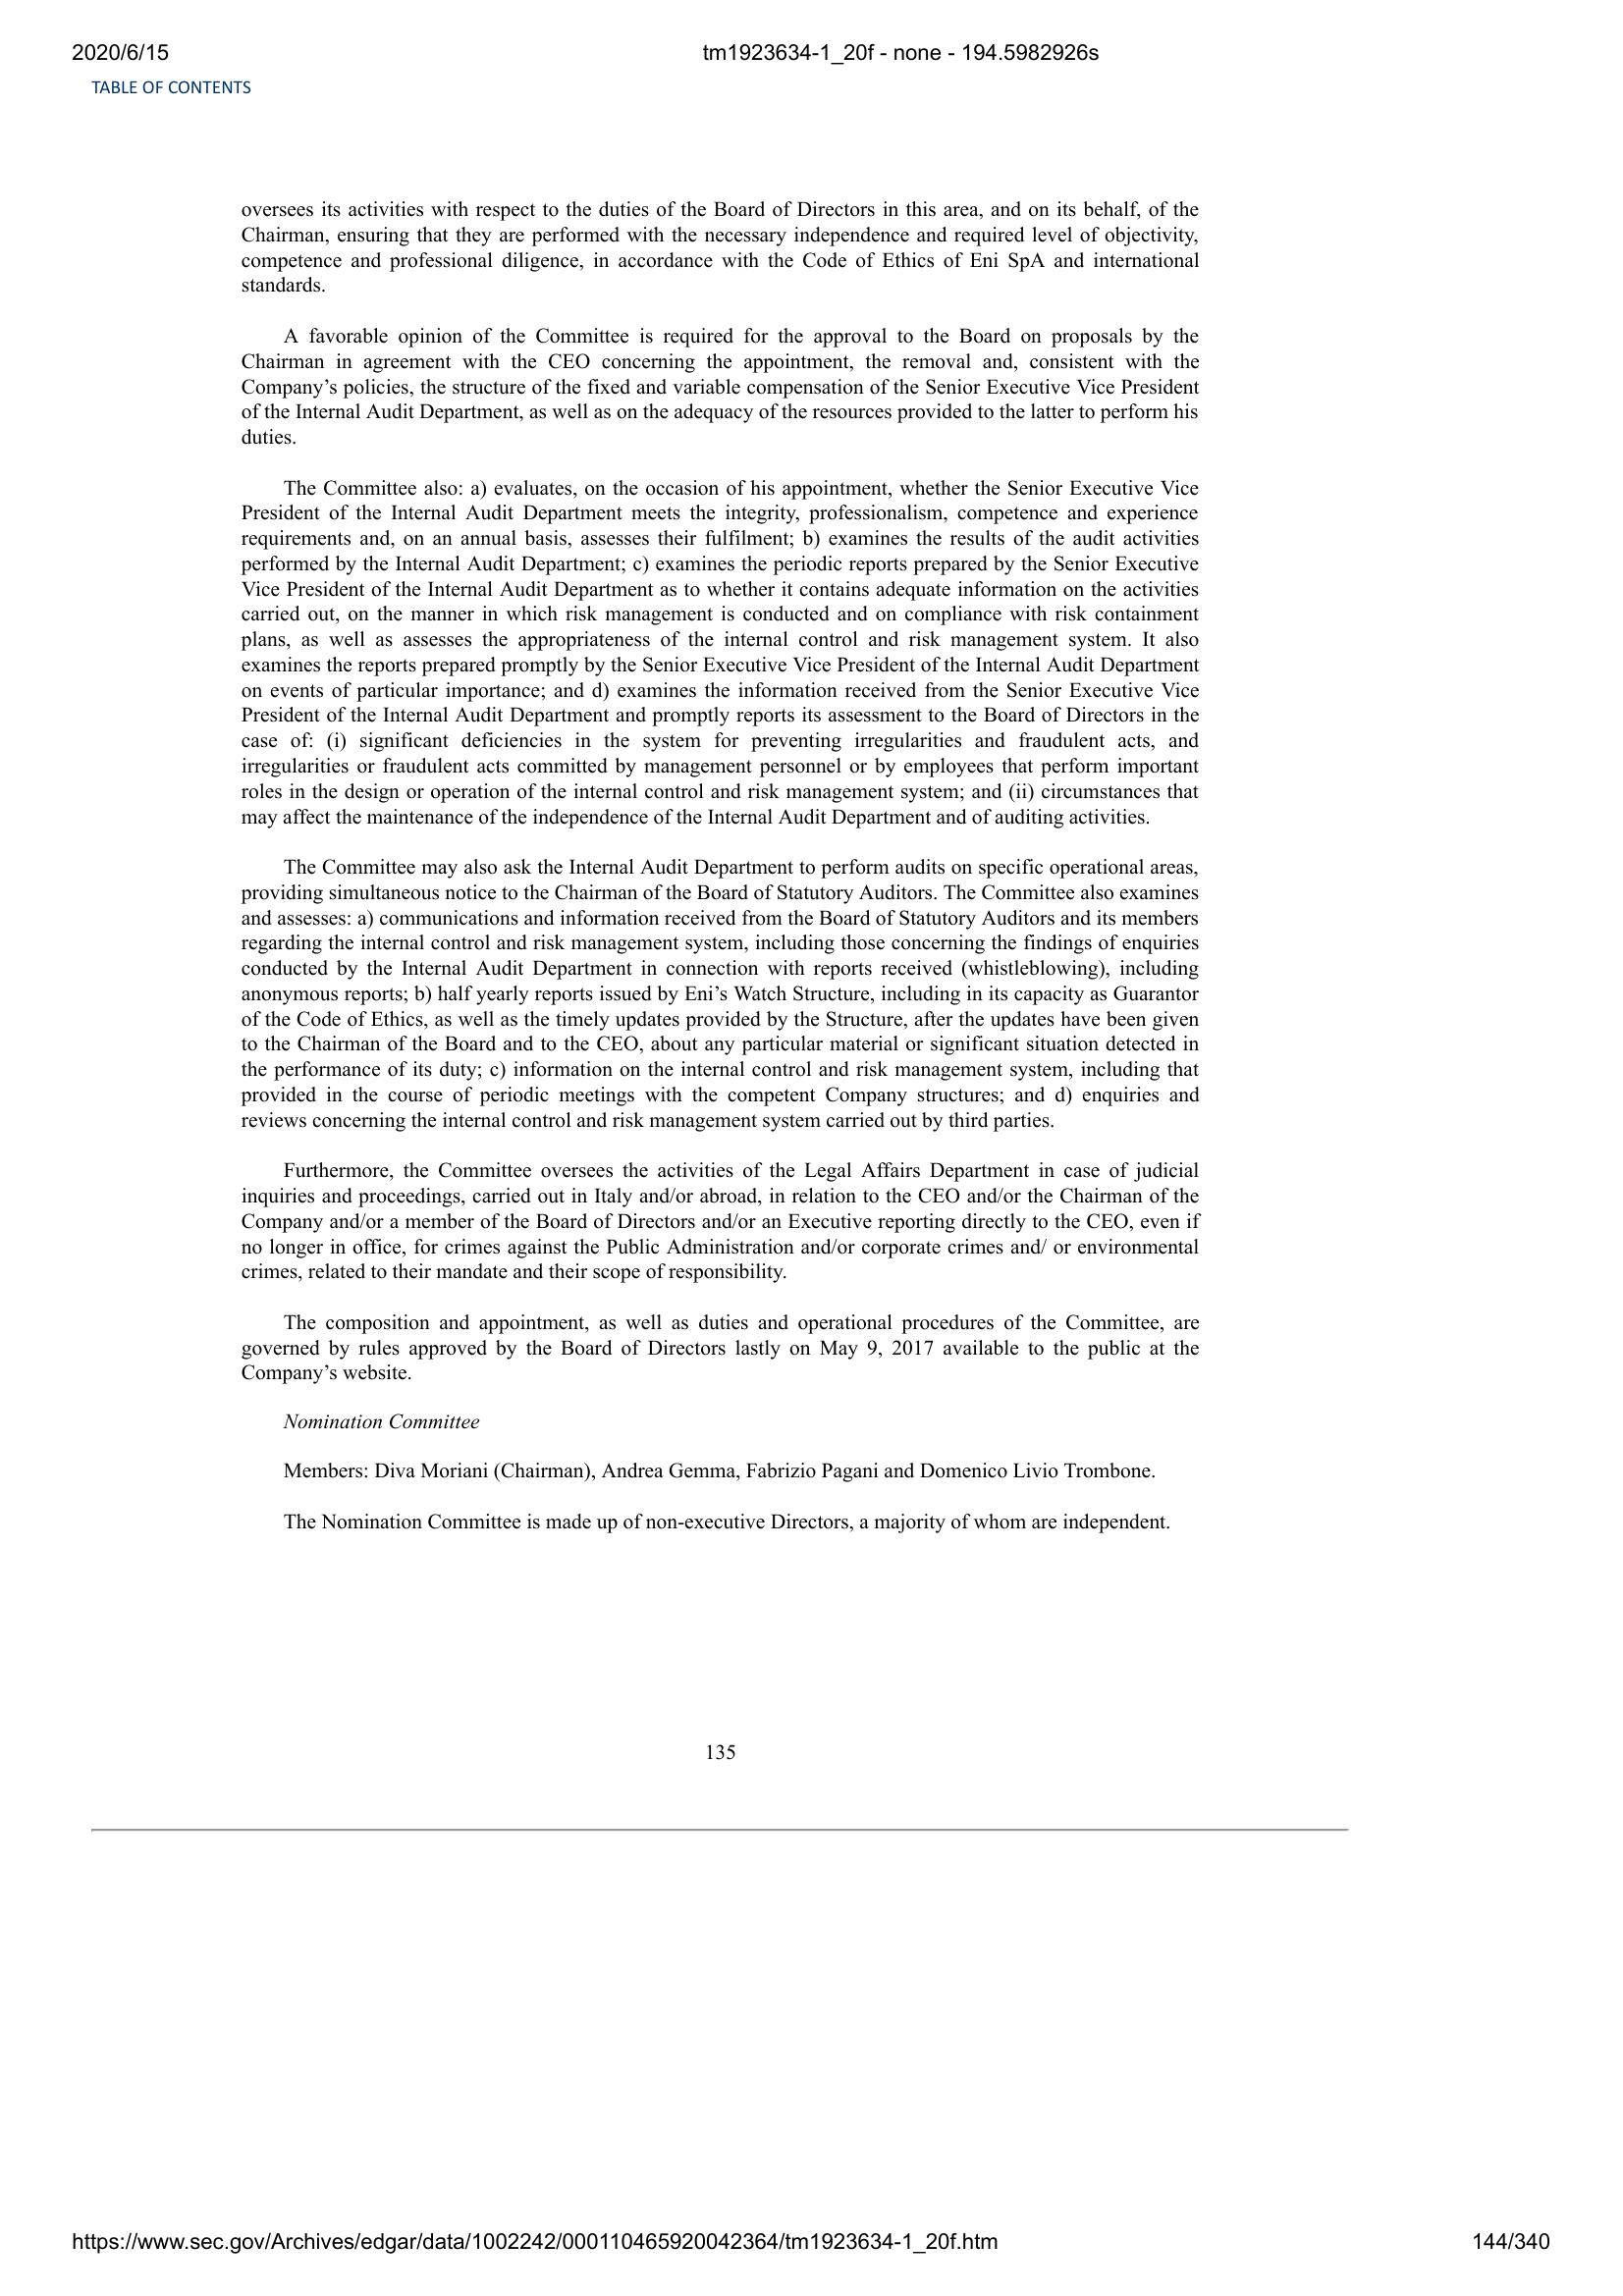 2020/6/15
tm1923634-1_20f - none - 194.5982926s
TABLE OF CONTENTS
oversees its activities with respect to the duties of the Board of Directors in this area, and on its behalf, of the
Chairman, ensuring that they are performed with the necessary independence and required level of objectivity,
competence and professional diligence, in accordance with the Code of Ethics of Eni SpA and international
standards.
A favorable opinion of the Committee is required for the approval to the Board on proposals by the
Chairman in agreement with the CEO concerning the appointment, the removal and, consistent with the
Company’s policies, the structure of the fixed and variable compensation of the Senior Executive Vice President
of the Internal Audit Department, as well as on the adequacy of the resources provided to the latter to perform his
duties.
The Committee also: a) evaluates, on the occasion of his appointment, whether the Senior Executive Vice
President of the Internal Audit Department meets the integrity, professionalism, competence and experience
requirements and, on an annual basis, assesses their fulfilment; b) examines the results of the audit activities
performed by the Internal Audit Department; c) examines the periodic reports prepared by the Senior Executive
Vice President of the Internal Audit Department as to whether it contains adequate information on the activities
carried out, on the manner in which risk management is conducted and on compliance with risk containment
plans, as well as assesses the appropriateness of the internal control and risk management system. It also
examines the reports prepared promptly by the Senior Executive Vice President of the Internal Audit Department
on events of particular importance; and d) examines the information received from the Senior Executive Vice
President of the Internal Audit Department and promptly reports its assessment to the Board of Directors in the
case of: (i) significant deficiencies in the system for preventing irregularities and fraudulent acts, and
irregularities or fraudulent acts committed by management personnel or by employees that perform important
roles in the design or operation of the internal control and risk management system; and (ii) circumstances that
may affect the maintenance of the independence of the Internal Audit Department and of auditing activities.
The Committee may also ask the Internal Audit Department to perform audits on specific operational areas,
providing simultaneous notice to the Chairman of the Board of Statutory Auditors. The Committee also examines
and assesses: a) communications and information received from the Board of Statutory Auditors and its members
regarding the internal control and risk management system, including those concerning the findings of enquiries
conducted by the Internal Audit Department in connection with reports received (whistleblowing), including
anonymous reports; b) half yearly reports issued by Eni’s Watch Structure, including in its capacity as Guarantor
of the Code of Ethics, as well as the timely updates provided by the Structure, after the updates have been given
to the Chairman of the Board and to the CEO, about any particular material or significant situation detected in
the performance of its duty; c) information on the internal control and risk management system, including that
provided in the course of periodic meetings with the competent Company structures; and d) enquiries and
reviews concerning the internal control and risk management system carried out by third parties.
Furthermore, the Committee oversees the activities of the Legal Affairs Department in case of judicial
inquiries and proceedings, carried out in Italy and/or abroad, in relation to the CEO and/or the Chairman of the
Company and/or a member of the Board of Directors and/or an Executive reporting directly to the CEO, even if
no longer in office, for crimes against the Public Administration and/or corporate crimes and/ or environmental
crimes, related to their mandate and their scope of responsibility.
The composition and appointment, as well as duties and operational procedures of the Committee, are
governed by rules approved by the Board of Directors lastly on May 9, 2017 available to the public at the
Company’s website.
Nomination Committee
Members: Diva Moriani (Chairman), Andrea Gemma, Fabrizio Pagani and Domenico Livio Trombone.
The Nomination Committee is made up of non-executive Directors, a majority of whom are independent.
135
https://www.sec.gov/Archives/edgar/data/1002242/000110465920042364/tm1923634-1_20f.htm
144/340